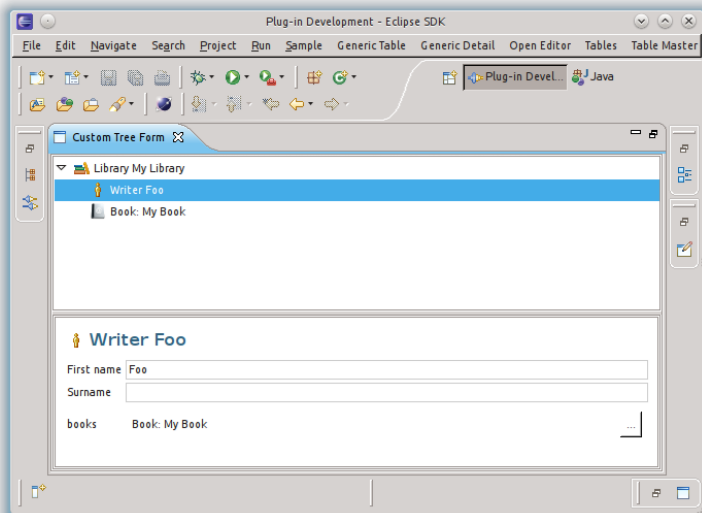 Plug-in Development - Eclipse SDK
File Edit Navigate Search Project Run Sample Generic Table Generic Detail Open Editor Tables Table Master
Plug-in Devel... Java
Custom Tree Form
Library My Library
Writer Foo
Book: My Book
Writer Foo
First name Foo
Surname
books Book: My Book ...